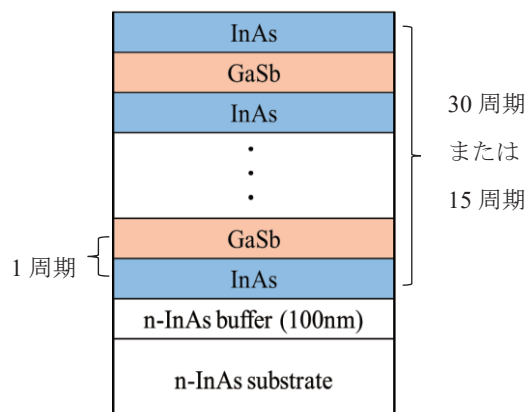 InAs
GaSb
InAs
30 周期
または
15 周期
GaSb
1 周期
InAs
n-InAs buffer (100nm)
n-InAs substrate